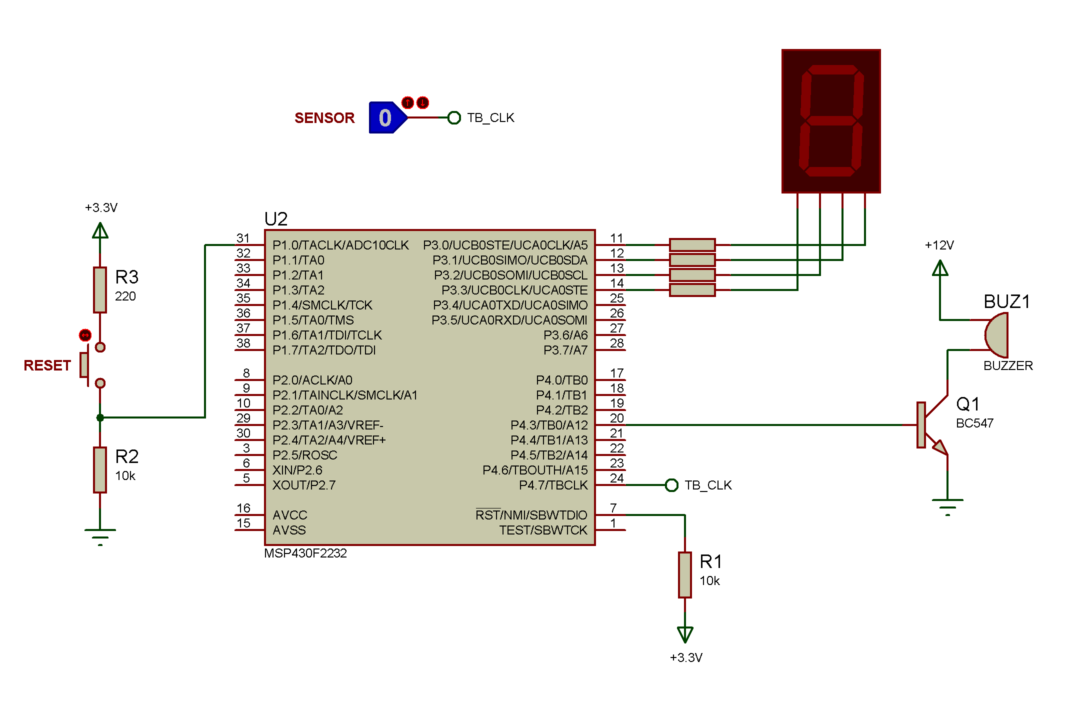 SENSOR
0
TB_CLK
+3.3V
R3
220
RESET
R2
10k
U2
31 P1.0/TACLK/ADC10CLK
32 P1.1/TA0
33 P1.2/TA1
34 P1.3/TA2
35 P1.4/SMCLK/TCK
36 P1.5/TA0/TMS
37 P1.6/TA1/TDI/TCLK
38 P1.7/TA2/TDO/TDI
8 P2.0/ACLK/A0
9 P2.1/TAINCLK/SMCLK/A1
10 P2.2/TA0/A2
29 P2.3/TA1/A3/VREF-
30 P2.4/TA2/A4/VREF+
3 P2.5/ROSC
6 XIN/P2.6
5 XOUT/P2.7
16 AVCC
15 AVSS
P3.0/UCB0STE/UCA0CLK/A5 11
P3.1/UCB0SIMO/UCB0SDA 12
P3.2/UCB0SOMI/UCB0SCL 13
P3.3/UCB0CLK/UCA0STE 14
P3.4/UCA0TXD/UCA0SIMO 25
P3.5/UCA0RXD/UCA0SOMI 26
P3.6/A6 27
P3.7/A7 28
P4.0/TB0 17
P4.1/TB1 18
P4.2/TB2 19
P4.3/TB0/A12 20
P4.4/TB1/A13 21
P4.5/TB2/A14 22
P4.6/TBOUTH/A15 23
P4.7/TBCLK 24
RST/NMI/SBWTDIO 7
TEST/SBWTCK 1
MSP430F2232
TB_CLK
R1
10k
+3.3V
+12V
BUZ1
BUZZER
Q1
BC547